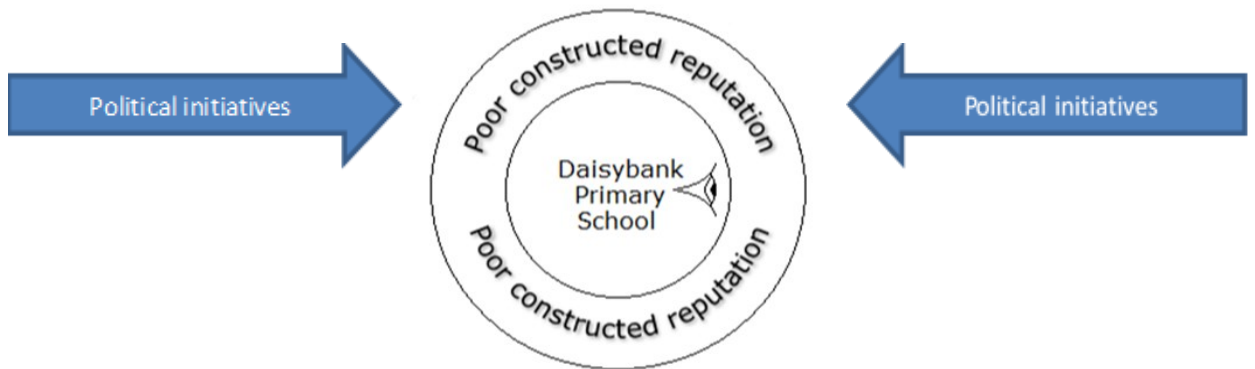 Poor constructed reputation
Political initiatives
Political initiatives
Daisybank
Primary
School
Poor constructed reputation